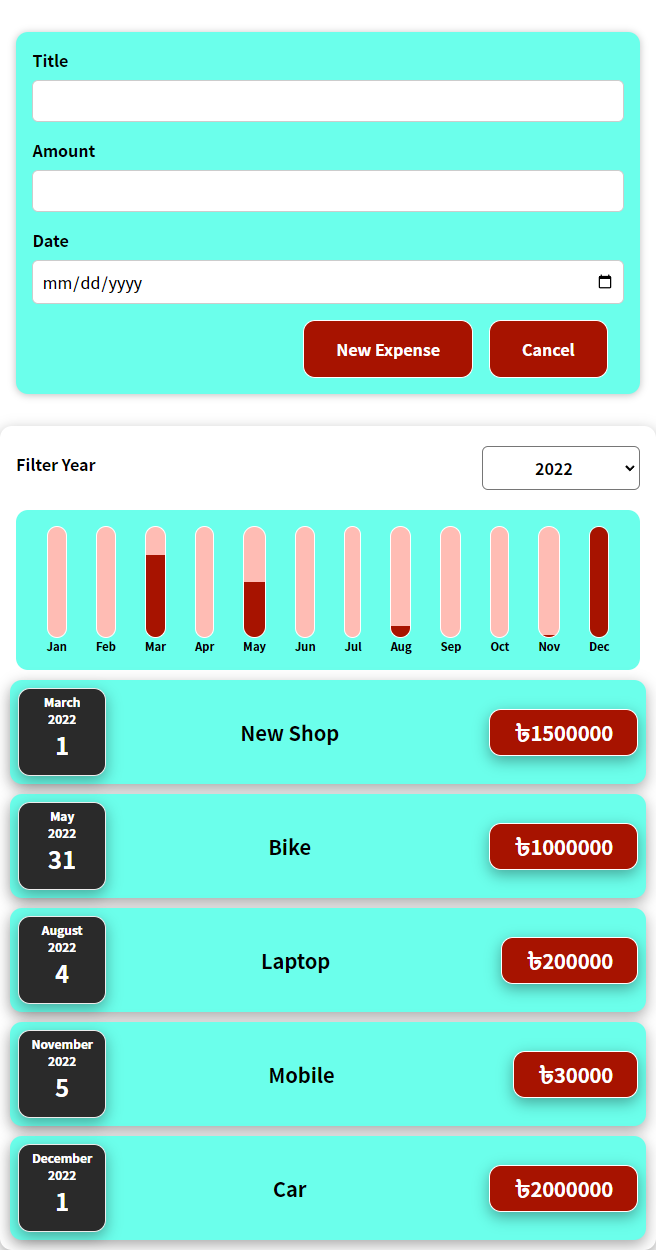 Title
Amount
Date
mm/dd/yyyy
New Expense Cancel
Filter Year 2022
Jan Feb Mar Apr May Jun Jul Aug Sep Oct Nov Dec
March
2022
1
New Shop
৳1500000
May
2022
31
Bike
৳1000000
August
2022
4
Laptop
৳200000
November
2022
5
Mobile
৳30000
December
2022
1
Car
৳2000000